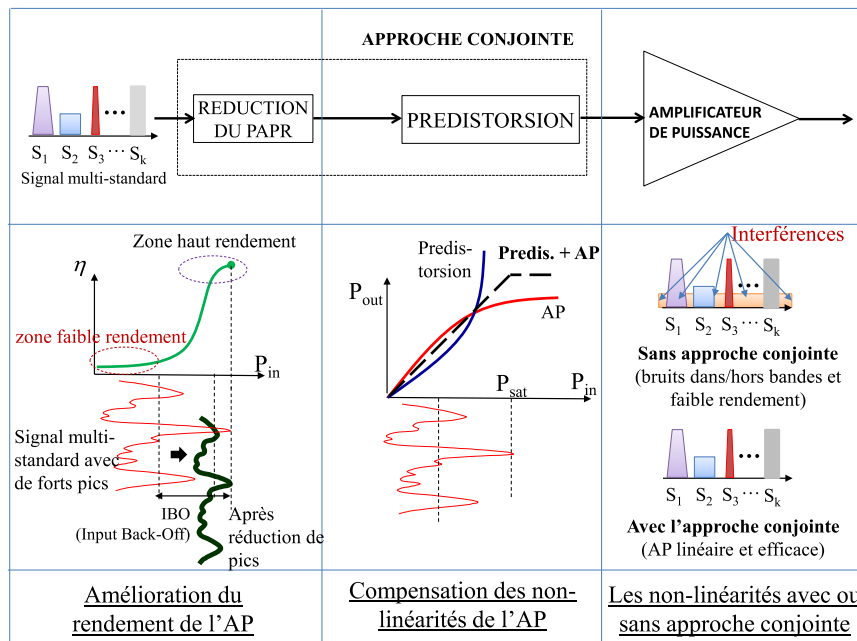 APPROCHE CONJOINTE
REDUCTION
DU PAPR
PREDISTORSION
AMPLIFICATEUR
DE PUISSANCE
S1 S2 S3 ··· Sk
Signal multi-standard
Zone haut rendement
η
zone faible rendement
Pin
Signal multi-
standard avec
de forts pics
IBO
(Input Back-Off)
Après
réduction de
pics
Predis-
torsion
Predis. + AP
Pout
AP
Psat
Pin
Interférences
S1 S2 S3 ··· Sk
Sans approche conjointe
(bruits dans/hors bandes et
faible rendement)
S1 S2 S3 ··· Sk
Avec l’approche conjointe
(AP linéaire et efficace)
Amélioration du
rendement de l’AP
Compensation des non-
linéarités de l’AP
Les non-linéarités avec ou
sans approche conjointe